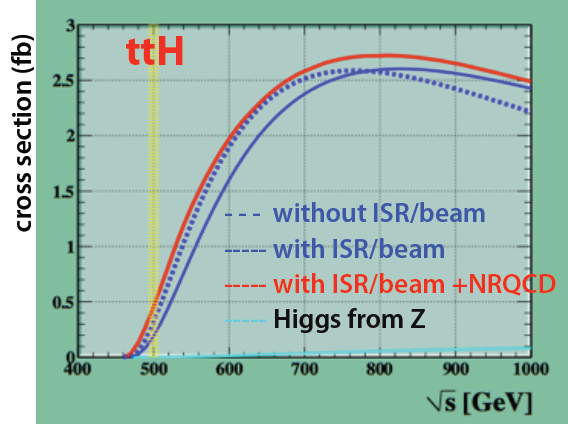 cross section (fb)
3
2.5
2
1.5
1
0.5
0
ttH
without ISR/beam
with ISR/beam
with ISR/beam +NRQCD
Higgs from Z
400 500 600 700 800 900 1000
√s [GeV]